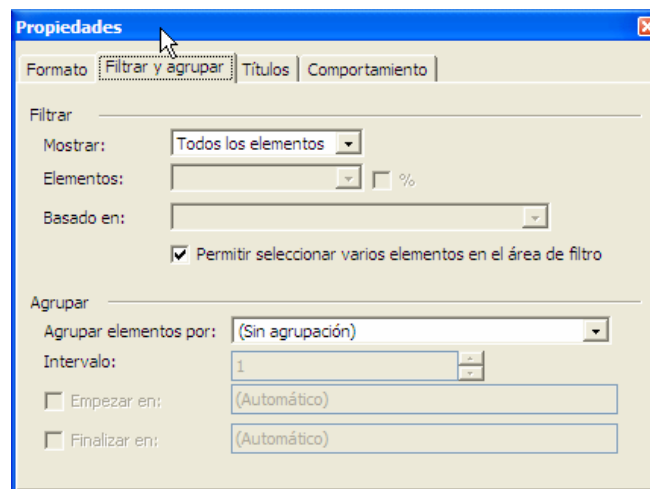 Propiedades
Formato Filtrar y agrupar Títulos Comportamiento
Filtrar
Mostrar: Todos los elementos
Elementos: %
Basado en:
Permitir seleccionar varios elementos en el área de filtro
Agrupar
Agrupar elementos por: (Sin agrupación)
Intervalo: 1
Empezar en: (Automático)
Finalizar en: (Automático)